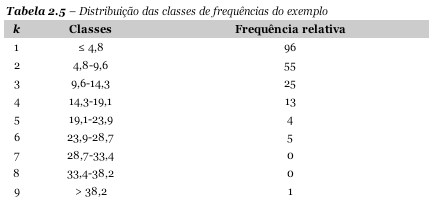 Tabela 2.5 – Distribuição das classes de frequências do exemplo
k Classes Frequência relativa
1 ≤ 4,8 96
2 4,8-9,6 55
3 9,6-14,3 25
4 14,3-19,1 13
5 19,1-23,9 4
6 23,9-28,7 5
7 28,7-33,4 0
8 33,4-38,2 0
9 > 38,2 1